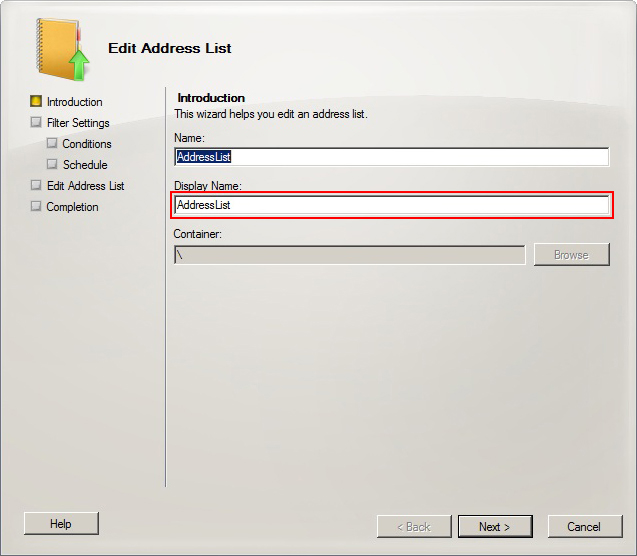 Edit Address List
Introduction
Filter Settings
Conditions
Schedule
Edit Address List
Completion
Introduction
This wizard helps you edit an address list.
Name:
AddressList
Display Name:
AddressList
Container:
\
Browse
Help
< Back
Next >
Cancel